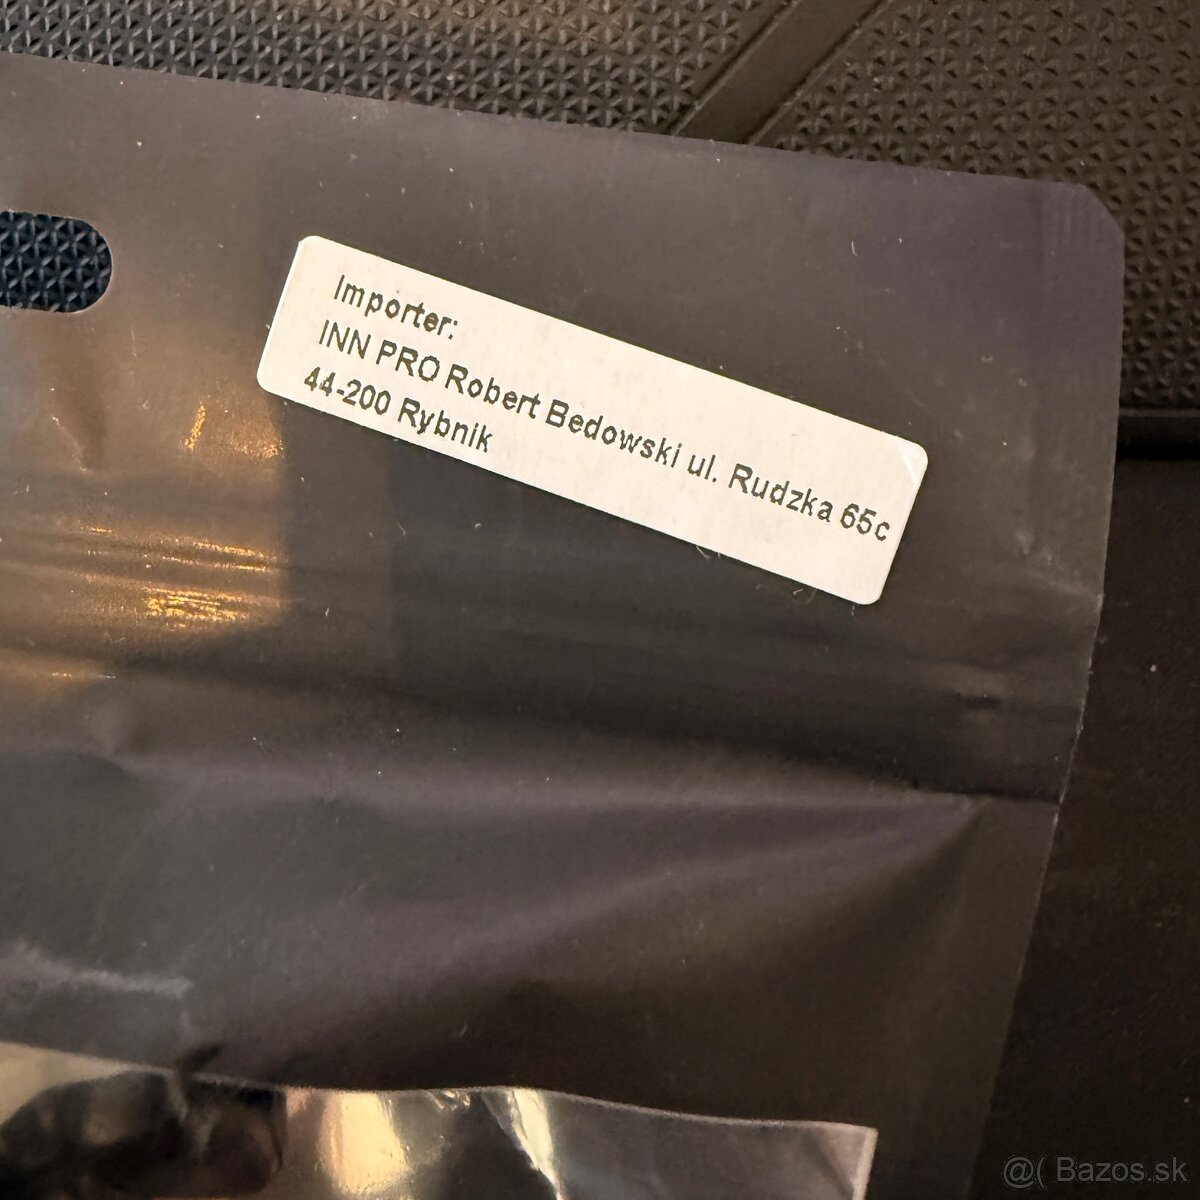 Importer:
INN PRO Robert Bedowski ul. Rudzka 65c
44-200 Rybnik
@( Bazos.sk